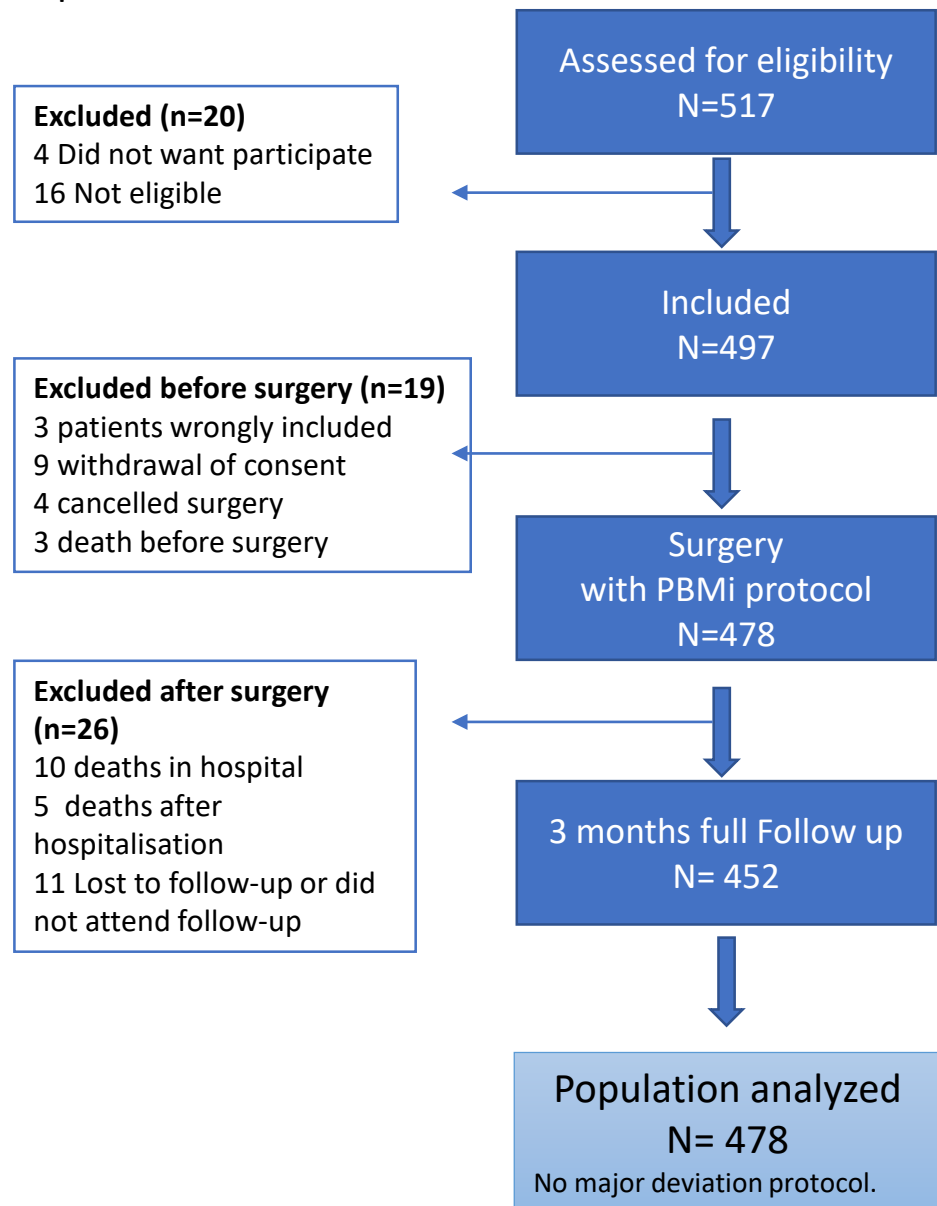 Assessed for eligibility
N=517
Excluded (n=20)
4 Did not want participate
16 Not eligible
Included
N=497
Excluded before surgery (n=19)
3 patients wrongly included
9 withdrawal of consent
4 cancelled surgery
3 death before surgery
Surgery
with PBMi protocol
N=478
Excluded after surgery
(n=26)
10 deaths in hospital
5  deaths after
hospitalisation
11 Lost to follow-up or did
not attend follow-up
3 months full Follow up
N= 452
Population analyzed
N= 478
No major deviation protocol.